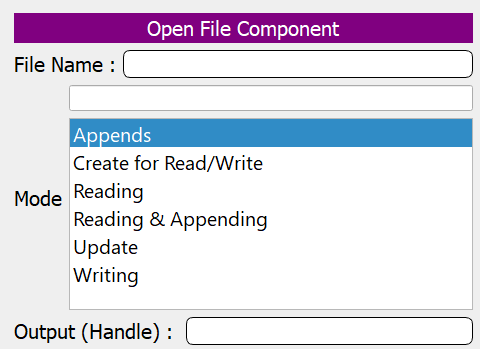 Open File Component
File Name :
Appends
Create for Read/Write
Reading
Mode
Reading & Appending
Update
Writing
Output (Handle) :